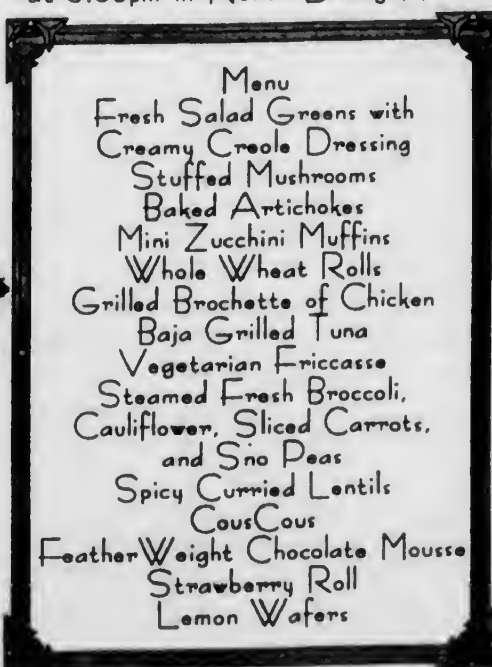 Menu
Fresh Salad Greens with
Creamy Creole Dressing
Stuffed Mushrooms
Baked Artichokes
Mini Zucchini Muffins
Whole Wheat Rolls
Grilled Brochette of Chicken
Baja Grilled Tuna
Vegetarian Friccasse
Steamed Fresh Broccoli,
Cauliflower, Sliced Carrots,
and Sno Peas
Spicy Curried Lentils
CousCous
FeatherWeight Chocolate Mousse
Strawberry Roll
Lemon Wafers